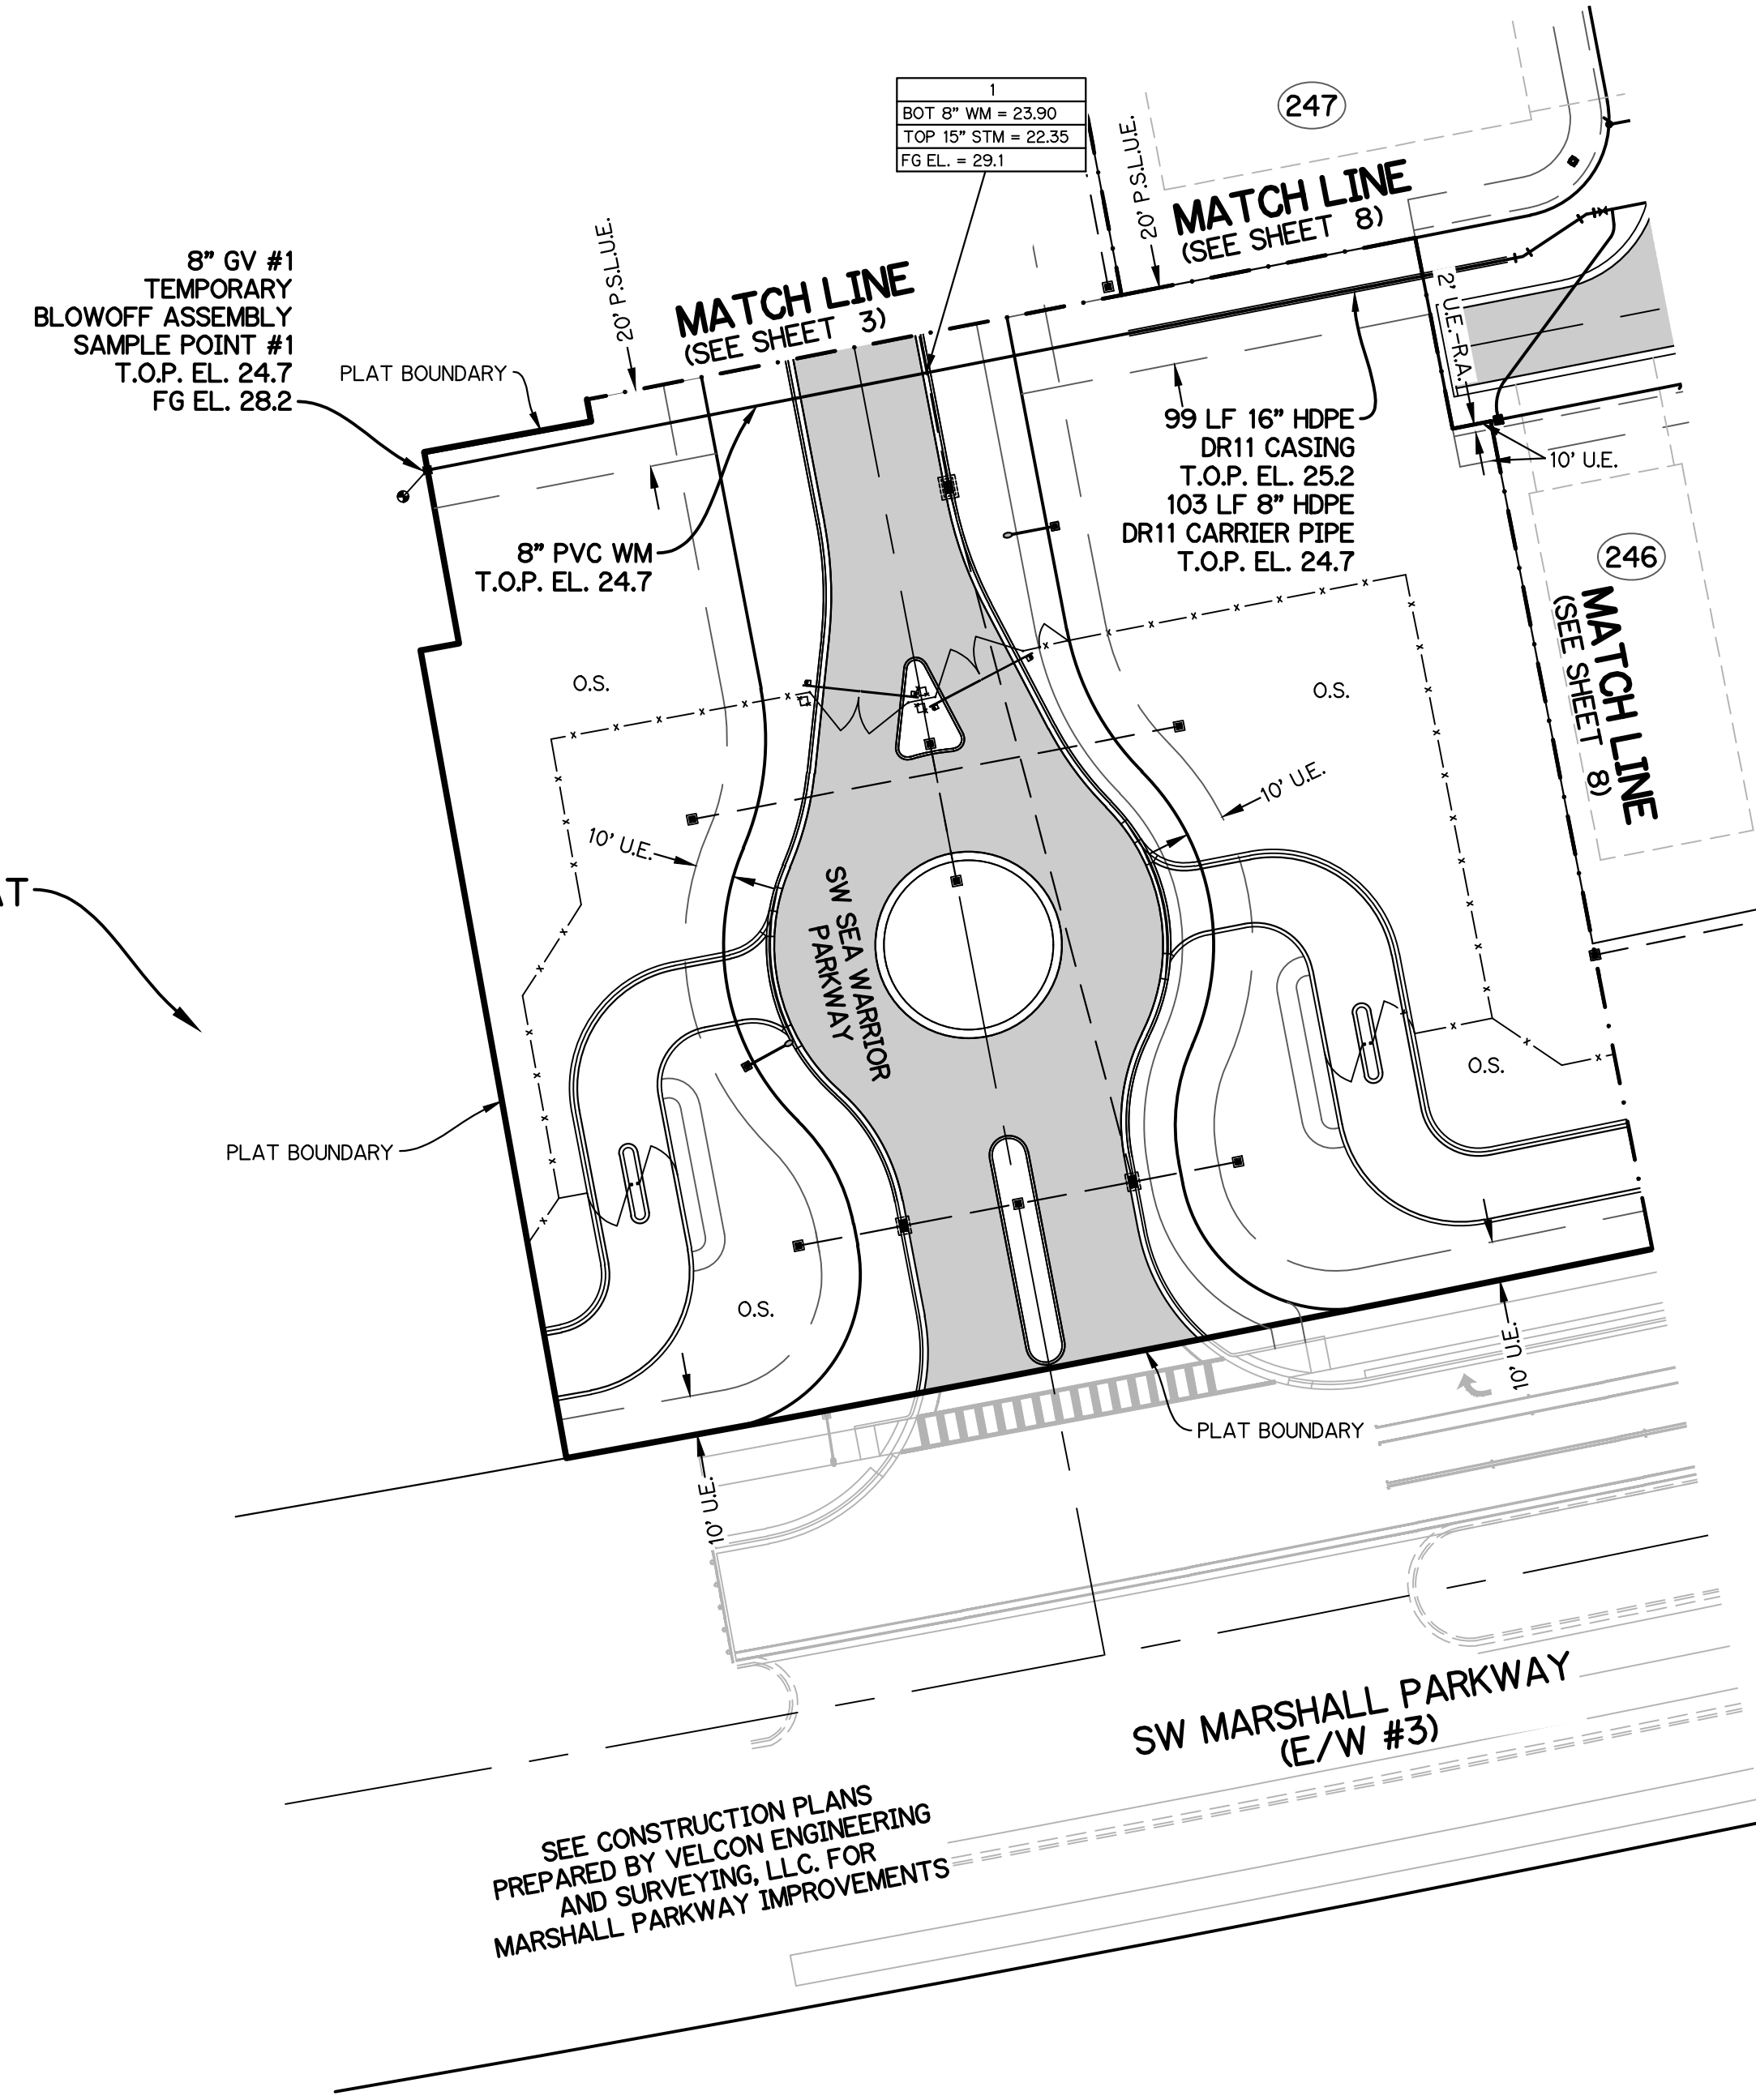 1
BOT 8" WM = 23.90
TOP 15" STM = 22.35
FG EL. = 29.1
247
20' P.S.L.U.E.
MATCH LINE
(SEE SHEET 8)
20' P.S.L.U.E.
MATCH LINE
(SEE SHEET 3)
8" GV #1
TEMPORARY
BLOWOFF ASSEMBLY
SAMPLE POINT #1
T.O.P. EL. 24.7
FG EL. 28.2
PLAT BOUNDARY
2' U.E.-R.A.
99 LF 16" HDPE
DR11 CASING
T.O.P. EL. 25.2
103 LF 8" HDPE
DR11 CARRIER PIPE
T.O.P. EL. 24.7
10' U.E.
8" PVC WM
T.O.P. EL. 24.7
246
MATCH LINE
(SEE SHEET 8)
O.S.
O.S.
10' U.E.
10' U.E.
SW SEA WARRIOR
PARKWAY
O.S.
PLAT BOUNDARY
O.S.
10' U.E.
PLAT BOUNDARY
10' U.E.
SW MARSHALL PARKWAY
(E/W #3)
SEE CONSTRUCTION PLANS
PREPARED BY VELCON ENGINEERING
AND SURVEYING, LLC. FOR
MARSHALL PARKWAY IMPROVEMENTS